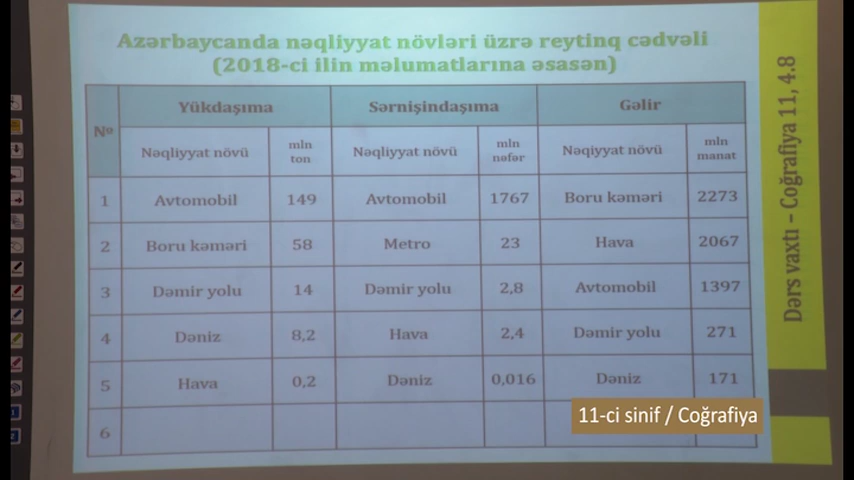 Azərbaycanda nəqliyyat növləri üzrə reytinq cədvəli
(2018-ci ilin məlumatlarına əsasən)
№ Yükdaşıma Sərnişindaşıma Gəlir
Nəqliyyat növü mln ton Nəqliyyat növü mln nəfər Nəqiyyat növü mln manat
1 Avtomobil 149 Avtomobil 1767 Boru kəməri 2273
2 Boru kəməri 58 Metro 23 Hava 2067
3 Dəmir yolu 14 Dəmir yolu 2,8 Avtomobil 1397
4 Dəniz 8,2 Hava 2,4 Dəmir yolu 271
5 Hava 0,2 Dəniz 0,016 Dəniz 171
6
Dərs vaxtı – Coğrafiya 11, 4.8
11-ci sinif / Coğrafiya